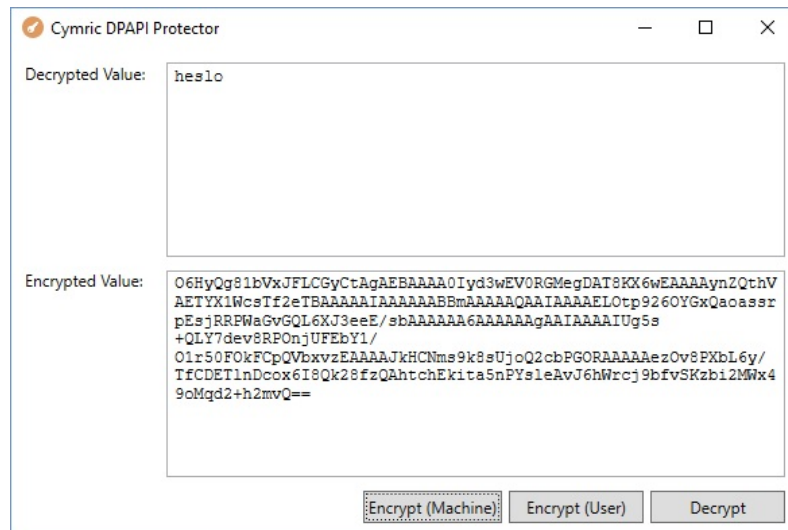 Cymric DPAPI Protector
Decrypted Value:
heslo
Encrypted Value:
O6HyQg81bVxJFLCGyCtAgAEBAAAA0Iyd3wEV0RGMegDAT8KX6wEAAAAynZQthV
AETYX1WcsTf2eTBAAAAAIAAAAAABBmAAAAAQAAIAAAAELOtp926OYGxQaoassr
pEsjRRPWaGvGQL6XJ3eeE/sbAAAAAA6AAAAAAgAAIAAAAIUg5s
+QLY7dev8RPOnjUFEbY1/
O1r50FOkFCpQVbxvzEAAAAJkHCNms9k8sUjoQ2cbPGORAAAAAezOv8PXbL6y/
TfCDETlnDcox6I8Qk28fzQAhtchEkita5nPYsleAvJ6hWrcj9bfvSKzbi2MWx4
9oMqd2+h2mvQ==
Encrypt (Machine)
Encrypt (User)
Decrypt